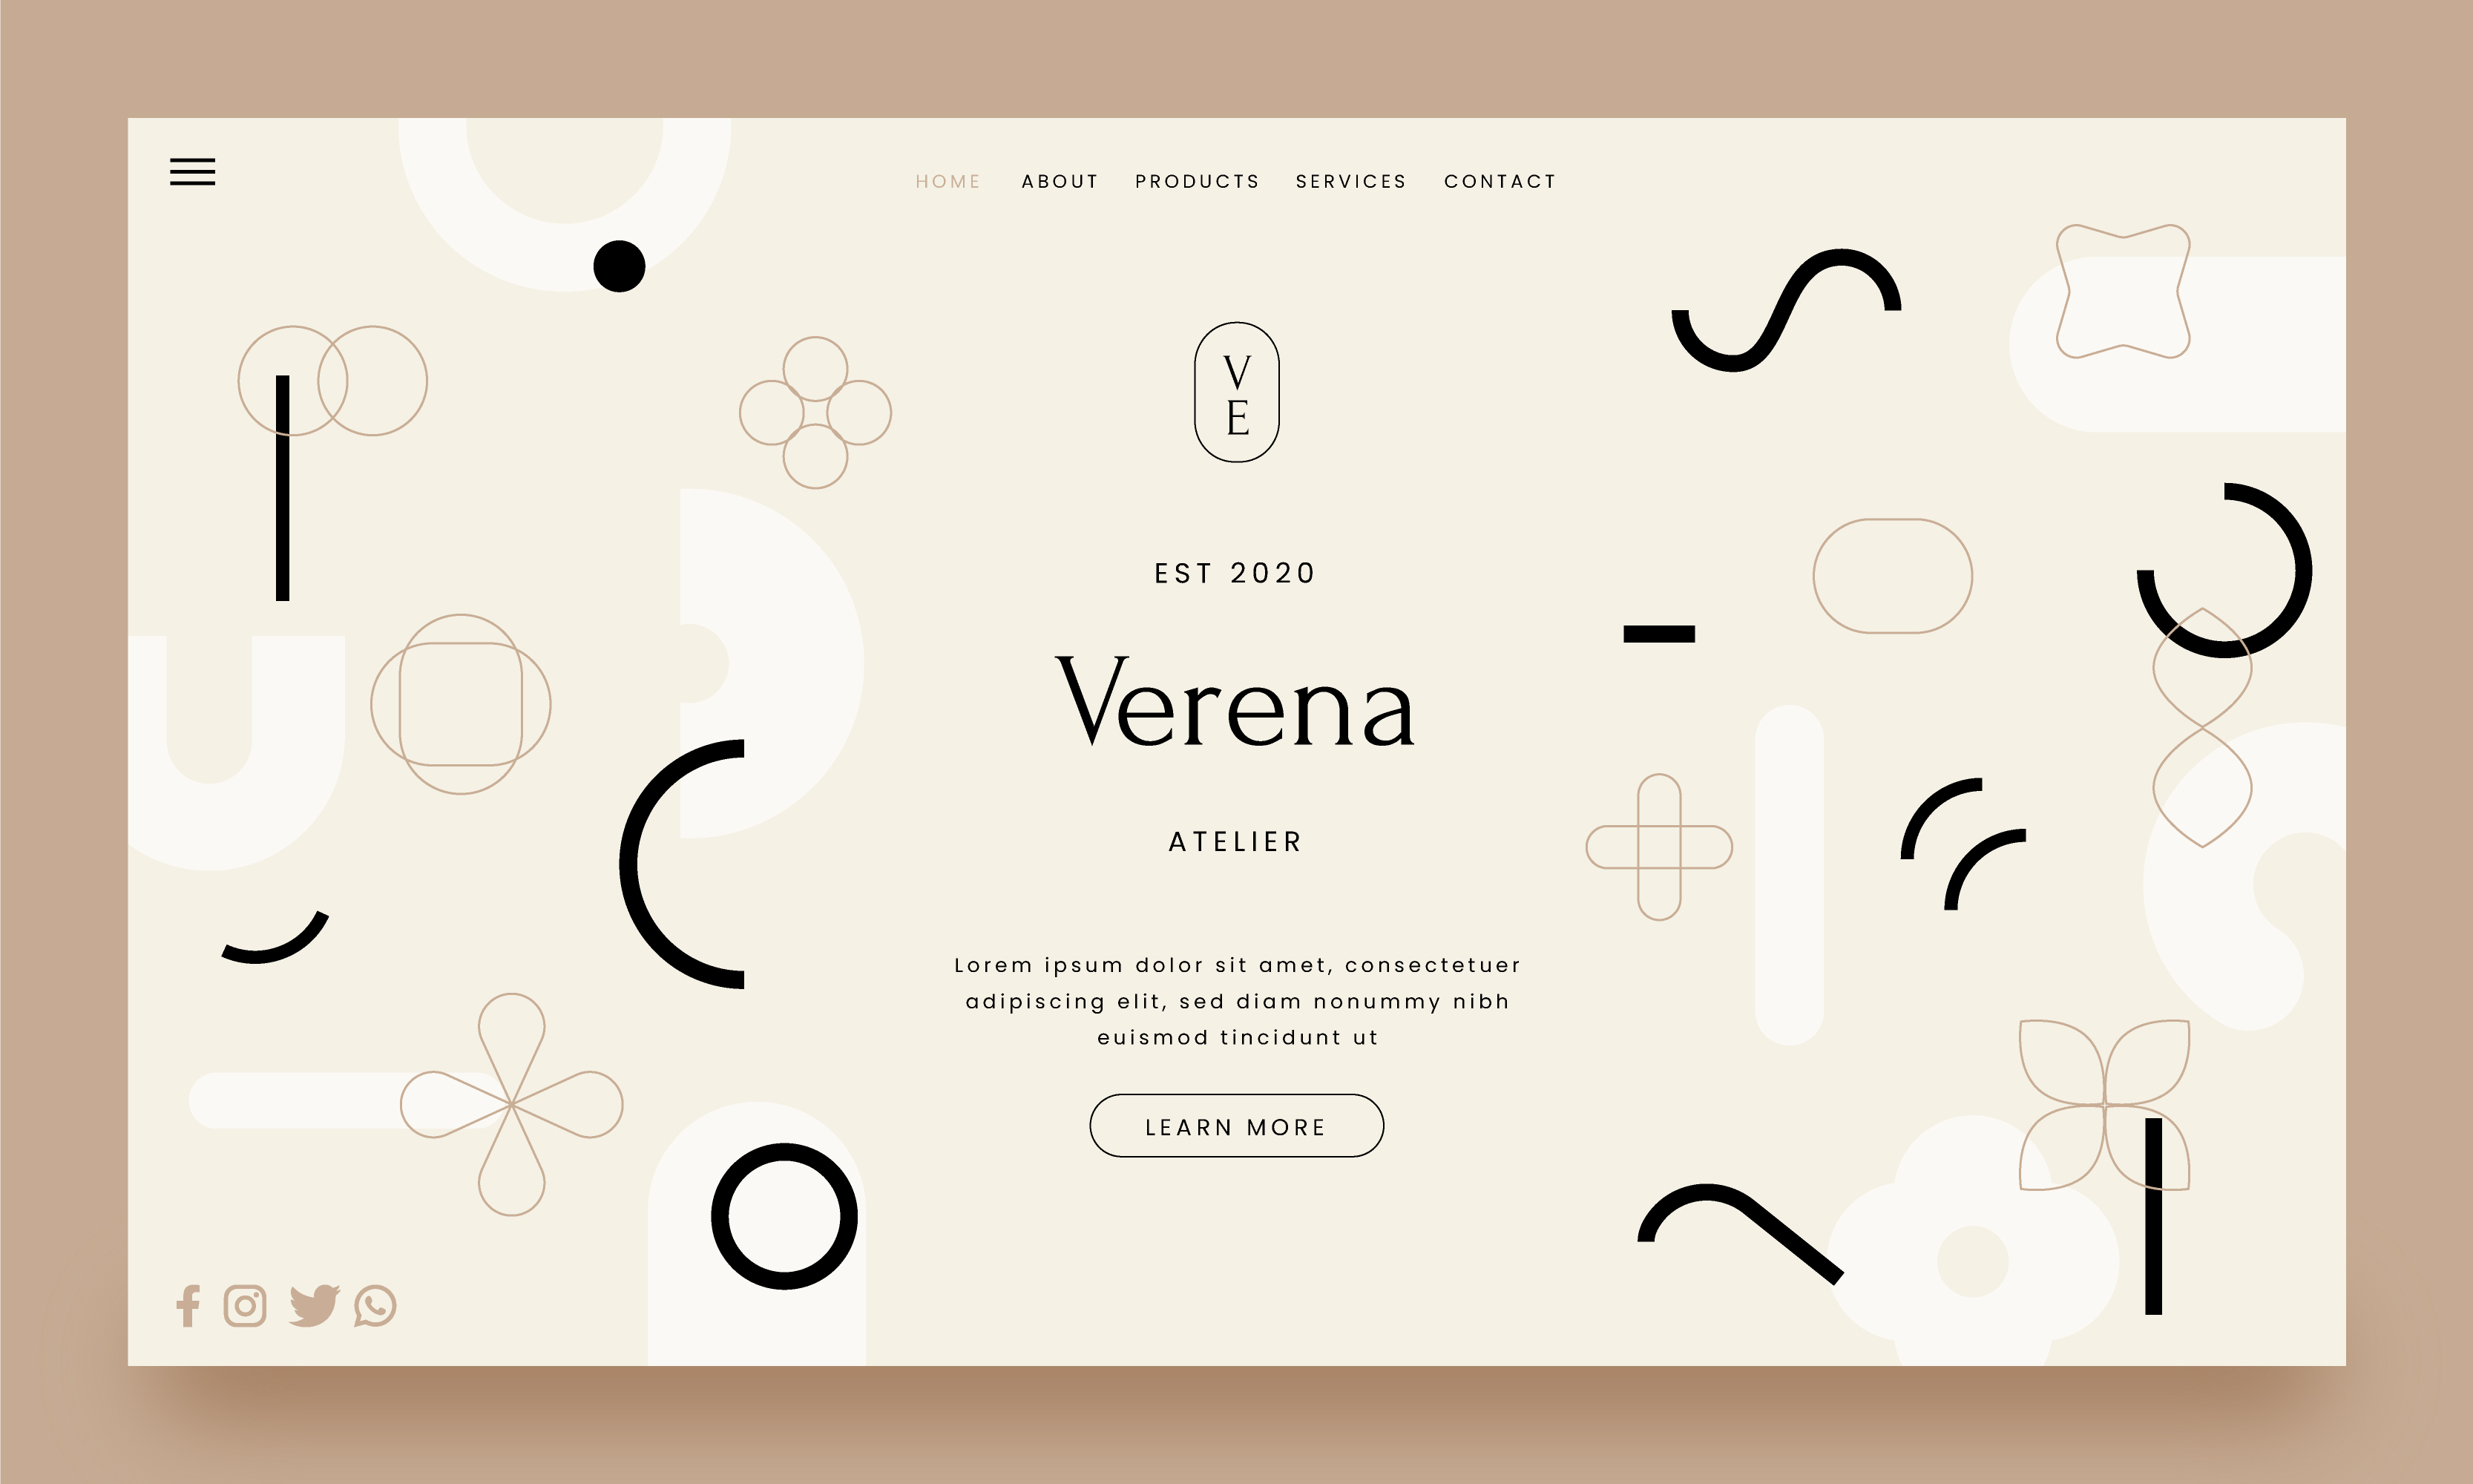 HOME ABOUT PRODUCTS SERVICES CONTACT
V
E
EST 2020
Verena
ATELIER
Lorem ipsum dolor sit amet, consectetuer
adipiscing elit, sed diam nonummy nibh
euismod tincidunt ut
LEARN MORE